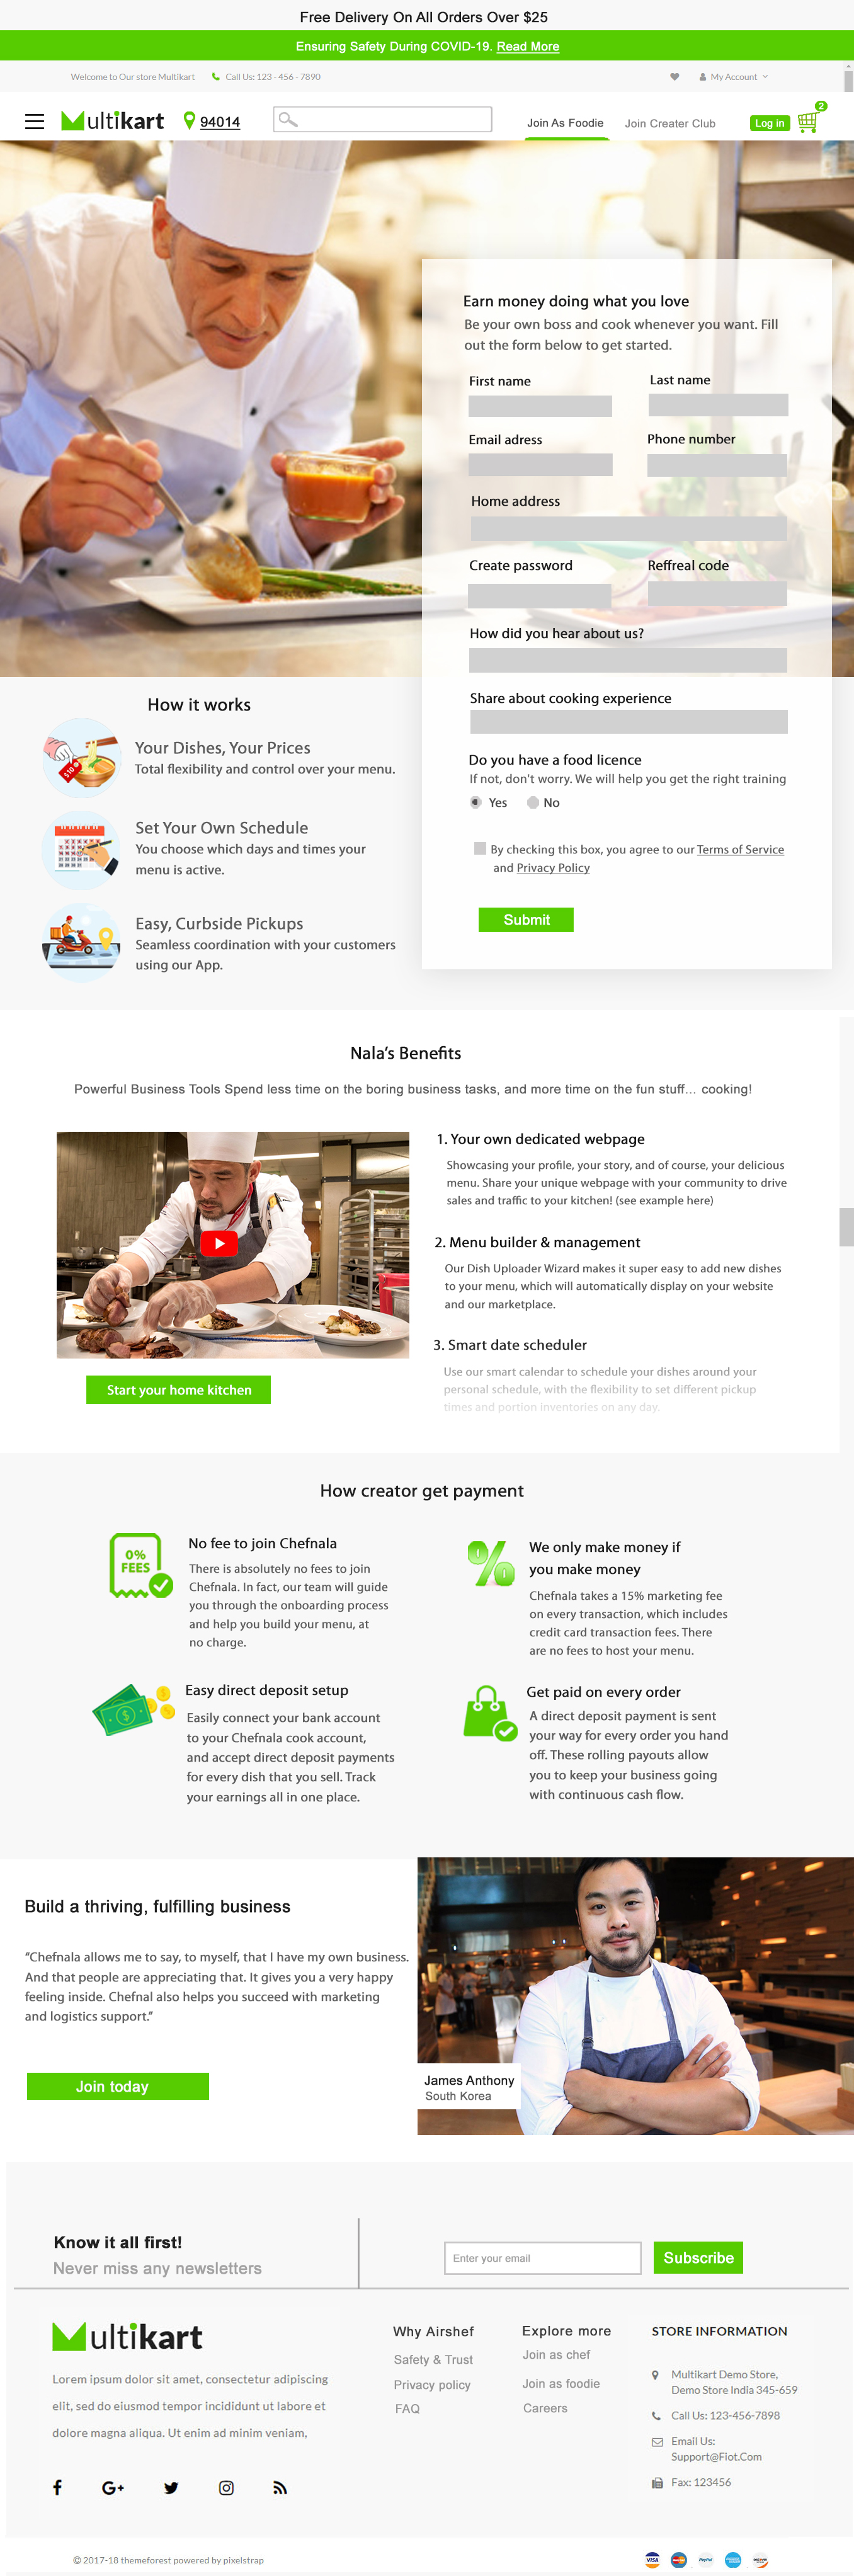 Free Delivery On All Orders Over $25
Ensuring Safety During COVID-19. Read More
Welcome to Our store Multikart
Call Us: 123 - 456 - 7890
My Account
Multikart
94014
Join As Foodie
Join Creater Club
Log in
2
Earn money doing what you love
Be your own boss and cook whenever you want. Fill
out the form below to get started.
First name
Last name
Email adress
Phone number
Home address
Create password
Reffreal code
How did you hear about us?
Share about cooking experience
Do you have a food licence
If not, don't worry. We will help you get the right training
Yes
No
By checking this box, you agree to our Terms of Service
and Privacy Policy
Submit
How it works
$10
Your Dishes, Your Prices
Total flexibility and control over your menu.
Set Your Own Schedule
You choose which days and times your
menu is active.
Easy, Curbside Pickups
Seamless coordination with your customers
using our App.
Nala's Benefits
Powerful Business Tools Spend less time on the boring business tasks, and more time on the fun stuff... cooking!
1. Your own dedicated webpage
Showcasing your profile, your story, and of course, your delicious
menu. Share your unique webpage with your community to drive
sales and traffic to your kitchen! (see example here)
2. Menu builder & management
Our Dish Uploader Wizard makes it super easy to add new dishes
to your menu, which will automatically display on your website
and our marketplace.
3. Smart date scheduler
Use our smart calendar to schedule your dishes around your
personal schedule, with the flexibility to set different pickup
times and portion inventories on any day.
Start your home kitchen
How creator get payment
0%
FEES
No fee to join Chefnala
There is absolutely no fees to join
Chefnala. In fact, our team will guide
you through the onboarding process
and help you build your menu, at
no charge.
We only make money if
you make money
Chefnala takes a 15% marketing fee
on every transaction, which includes
credit card transaction fees. There
are no fees to host your menu.
Easy direct deposit setup
Easily connect your bank account
to your Chefnala cook account,
and accept direct deposit payments
for every dish that you sell. Track
your earnings all in one place.
Get paid on every order
A direct deposit payment is sent
your way for every order you hand
off. These rolling payouts allow
you to keep your business going
with continuous cash flow.
Build a thriving, fulfilling business
“Chefnala allows me to say, to myself, that I have my own business.
And that people are appreciating that. It gives you a very happy
feeling inside. Chefnal also helps you succeed with marketing
and logistics support.”
Join today
James Anthony
South Korea
Know it all first!
Never miss any newsletters
Enter your email
Subscribe
Multikart
Lorem ipsum dolor sit amet, consectetur adipiscing
elit, sed do eiusmod tempor incididunt ut labore et
dolore magna aliqua. Ut enim ad minim veniam,
Why Airshef
Safety & Trust
Privacy policy
FAQ
Explore more
Join as chef
Join as foodie
Careers
STORE INFORMATION
Multikart Demo Store,
Demo Store India 345-659
Call Us: 123-456-7898
Email Us:
Support@Fiot.Com
Fax: 123456
© 2017-18 themeforest powered by pixelstrap
VISA
PayPal